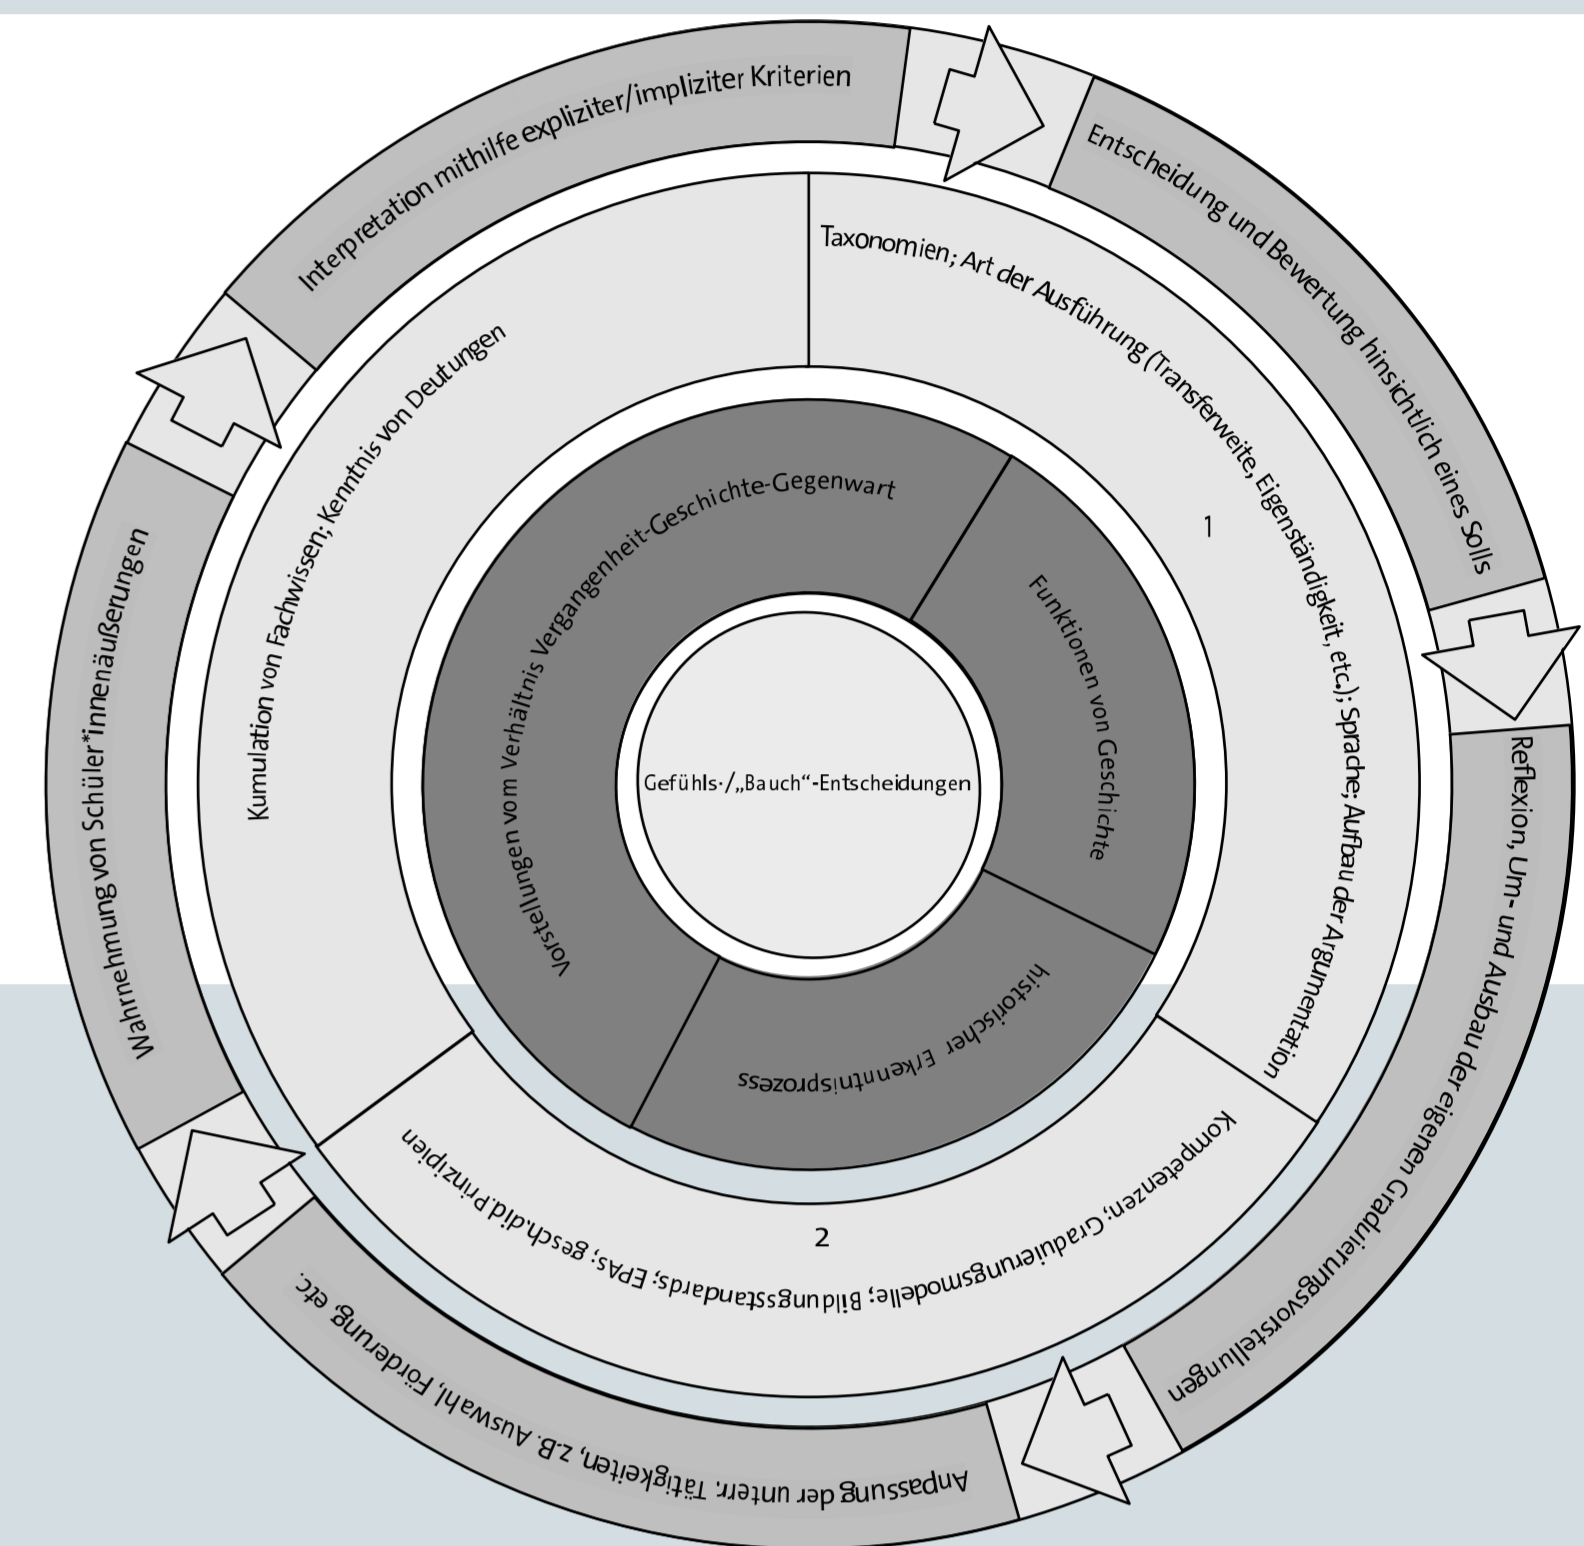 Interpretation mithilfe expliziter/impliziter Kriterien
Entscheidung und Bewertung hinsichtlich eines Solls
Reflexion, Um- und Ausbau der eigenen Graduierungsvorstellungen
Anpassung der unterr. Tätigkeiten, z.B. Auswahl, Förderung, etc.
Wahrnehmung von Schüler*innenäußerungen
Kumulation von Fachwissen; Kenntnis von Deutungen
Taxonomien; Art der Ausführung (Transferweite, Eigenständigkeit, etc.); Sprache; Aufbau der Argumentation
1
Kompetenzen; Graduierungsmodelle; Bildungsstandards; EPAs; gesch.did.Prinzipien
2
Vorstellungen vom Verhältnis Vergangenheit-Geschichte-Gegenwart
Funktionen von Geschichte
historischer Erkenntnisprozess
Gefühls-/„Bauch“-Entscheidungen